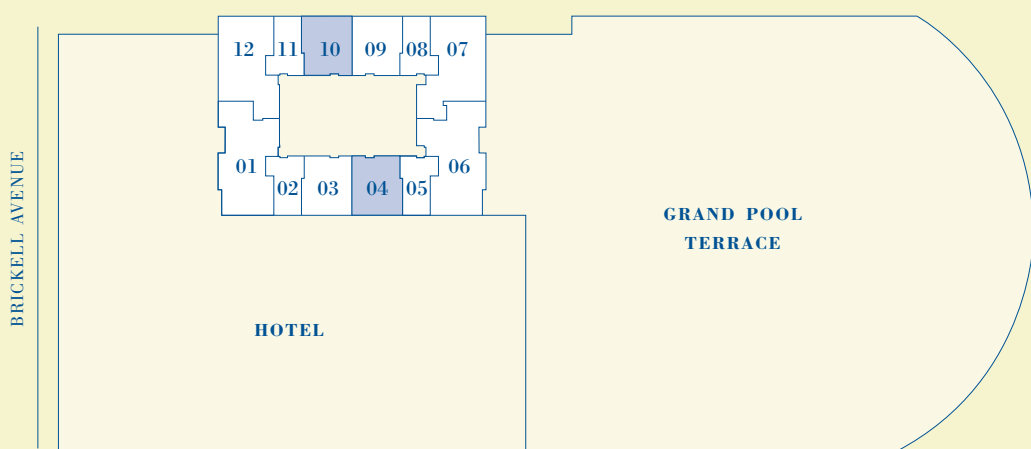 12 11 10 09 08 07
01 02 03 04 05 06
BRICKELL AVENUE
GRAND POOL
TERRACE
HOTEL